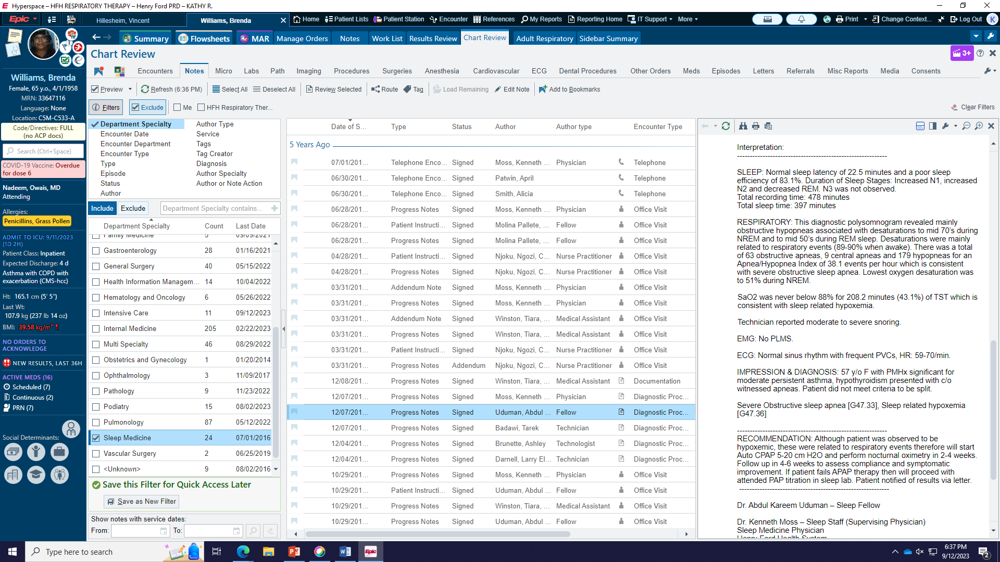 Hyperspace – HFH RESPIRATORY THERAPY – Henry Ford PRD – KATHY R.
Epic
Hillesheim, Vincent
Williams, Brenda
Home
Patient Lists
Patient Station
Encounter
References
My Reports
Reporting Home
IT Support
More
Print
Change Context...
Log Out
K
Summary
Flowsheets
MAR
Manage Orders
Notes
Work List
Results Review
Chart Review
Adult Respiratory
Sidebar Summary
Chart Review
3+
Encounters
Notes
Micro
Labs
Path
Imaging
Procedures
Surgeries
Anesthesia
Cardiovascular
ECG
Dental Procedures
Other Orders
Meds
Episodes
Letters
Referrals
Misc Reports
Media
Consents
Preview
Refresh (6:36 PM)
Select All
Deselect All
Review Selected
Route
Tag
Load Remaining
Edit Note
Add to Bookmarks
Filters
Exclude
Me
HFH Respiratory Ther...
Clear Filters
Williams, Brenda
Female, 65 y.o., 4/1/1958
MRN: 33647116
Language: None
Location: C5M-C533-A
Code/Directives: FULL
(no ACP docs)
Search (Ctrl+Space)
COVID-19 Vaccine: Overdue
for dose 6
Nadeem, Owais, MD
Attending
Allergies:
Penicillins, Grass Pollen
ADMIT TO ICU: 9/11/2023
(1D 2H)
Patient Class: Inpatient
Expected Discharge: 4 d
Asthma with COPD with
exacerbation (CMS-hcc)
Ht: 165.1 cm (5' 5")
Last Wt:
107.9 kg (237 lb 14 oz)
BMI: 39.58 kg/m² !
NO ORDERS TO
ACKNOWLEDGE
NEW RESULTS, LAST 36H
ACTIVE MEDS (16)
Scheduled (7)
Continuous (2)
PRN (7)
Social Determinants:
Department Specialty
Encounter Date
Encounter Department
Encounter Type
Type
Episode
Status
Author
Author Type
Service
Tags
Tag Creator
Diagnosis
Author Specialty
Author or Note Action
Include
Exclude
Department Specialty contains...
Department Specialty Count Last Date
Family Medicine 5 09/09/2021
Gastroenterology 28 01/16/2021
General Surgery 40 05/15/2022
Health Information Managem... 14 10/04/2022
Hematology and Oncology 6 05/26/2022
Intensive Care 11 09/12/2023
Internal Medicine 205 02/22/2023
Multi Specialty 46 08/29/2022
Obstetrics and Gynecology 1 01/20/2014
Ophthalmology 3 11/09/2017
Pathology 9 11/23/2022
Podiatry 15 08/02/2023
Pulmonology 87 05/12/2022
Sleep Medicine 24 07/01/2016
Vascular Surgery 2 06/25/2019
<Unknown> 9 08/02/2016
Save this Filter for Quick Access Later
Save as New Filter
Show notes with service dates:
From: To:
Date of S... Type Status Author Author type Encounter Type
5 Years Ago
07/01/201... Telephone Enco... Signed Moss, Kenneth ... Physician Telephone
06/30/201... Telephone Enco... Signed Patwin, April Telephone
06/30/201... Telephone Enco... Signed Smith, Alicia Telephone
06/28/201... Progress Notes Signed Moss, Kenneth ... Physician Office Visit
06/28/201... Patient Instructi... Signed Molina Pallete, ... Fellow Office Visit
06/28/201... Progress Notes Signed Molina Pallete, ... Fellow Office Visit
04/28/201... Patient Instructi... Signed Njoku, Ngozi, C... Nurse Practitioner Office Visit
04/28/201... Progress Notes Signed Njoku, Ngozi, C... Nurse Practitioner Office Visit
03/31/201... Addendum Note Signed Moss, Kenneth ... Physician Office Visit
03/31/201... Progress Notes Signed Moss, Kenneth ... Physician Office Visit
03/31/201... Addendum Note Signed Winston, Tiara, ... Medical Assistant Office Visit
03/31/201... Progress Notes Signed Winston, Tiara, ... Medical Assistant Office Visit
03/31/201... Patient Instructi... Signed Njoku, Ngozi, C... Nurse Practitioner Office Visit
03/31/201... Progress Notes Addendum Njoku, Ngozi, C... Nurse Practitioner Office Visit
12/08/201... Progress Notes Signed Winston, Tiara, ... Medical Assistant Documentation
12/07/201... Progress Notes Signed Moss, Kenneth ... Physician Diagnostic Proc...
12/07/201... Progress Notes Signed Uduman, Abdul ... Fellow Diagnostic Proc...
12/07/201... Progress Notes Signed Badawi, Tarek Technician Diagnostic Proc...
12/04/201... Progress Notes Signed Brunette, Ashley Technologist Diagnostic Proc...
12/04/201... Progress Notes Signed Darnell, Larry El... Technician Diagnostic Proc...
10/29/201... Progress Notes Signed Moss, Kenneth ... Physician Office Visit
10/29/201... Patient Instructi... Signed Uduman, Abdul ... Fellow Office Visit
10/29/201... Progress Notes Signed Winston, Tiara, ... Medical Assistant Office Visit
10/29/201... Progress Notes Signed Uduman, Abdul ... Fellow Office Visit
Interpretation:
-----------------------------------------------------------
SLEEP: Normal sleep latency of 22.5 minutes and a poor sleep
efficiency of 83.1%. Duration of Sleep Stages: Increased N1, increased
N2 and decreased REM. N3 was not observed.
Total recording time: 478 minutes
Total sleep time: 397 minutes
RESPIRATORY: This diagnostic polysomnogram revealed mainly
obstructive hypopneas associated with desaturations to mid 70's during
NREM and to mid 50's during REM sleep. Desaturations were mainly
related to respiratory events (89-90% when awake). There was a total
of 63 obstructive apneas, 9 central apneas and 179 hypopneas for an
Apnea/Hypopnea Index of 38.1 events per hour which is consistent
with severe obstructive sleep apnea. Lowest oxygen desaturation was
to 51% during NREM.
SaO2 was never below 88% for 208.2 minutes (43.1%) of TST which is
consistent with sleep related hypoxemia.
Technician reported moderate to severe snoring.
EMG: No PLMS.
ECG: Normal sinus rhythm with frequent PVCs, HR: 59-70/min.
IMPRESSION & DIAGNOSIS: 57 y/o F with PMHx significant for
moderate persistent asthma, hypothyroidism presented with c/o
witnessed apneas. Patient did not meet criteria to be split.
Severe Obstructive sleep apnea [G47.33], Sleep related hypoxemia
[G47.36]
-----------------------------------------------------------
RECOMMENDATION: Although patient was observed to be
hypoxemic, these were related to respiratory events therefore will start
Auto CPAP 5-20 cm H2O and perform nocturnal oximetry in 2-4 weeks.
Follow up in 4-6 weeks to assess compliance and symptomatic
improvement. If patient fails APAP therapy then will proceed with
attended PAP titration in sleep lab. Patient notified of results via letter.
-----------------------------------------------------------
Dr. Abdul Kareem Uduman – Sleep Fellow
Dr. Kenneth Moss – Sleep Staff (Supervising Physician)
Sleep Medicine Physician
Henry Ford Health System
Type here to search
Epic
6:37 PM
9/12/2023
2